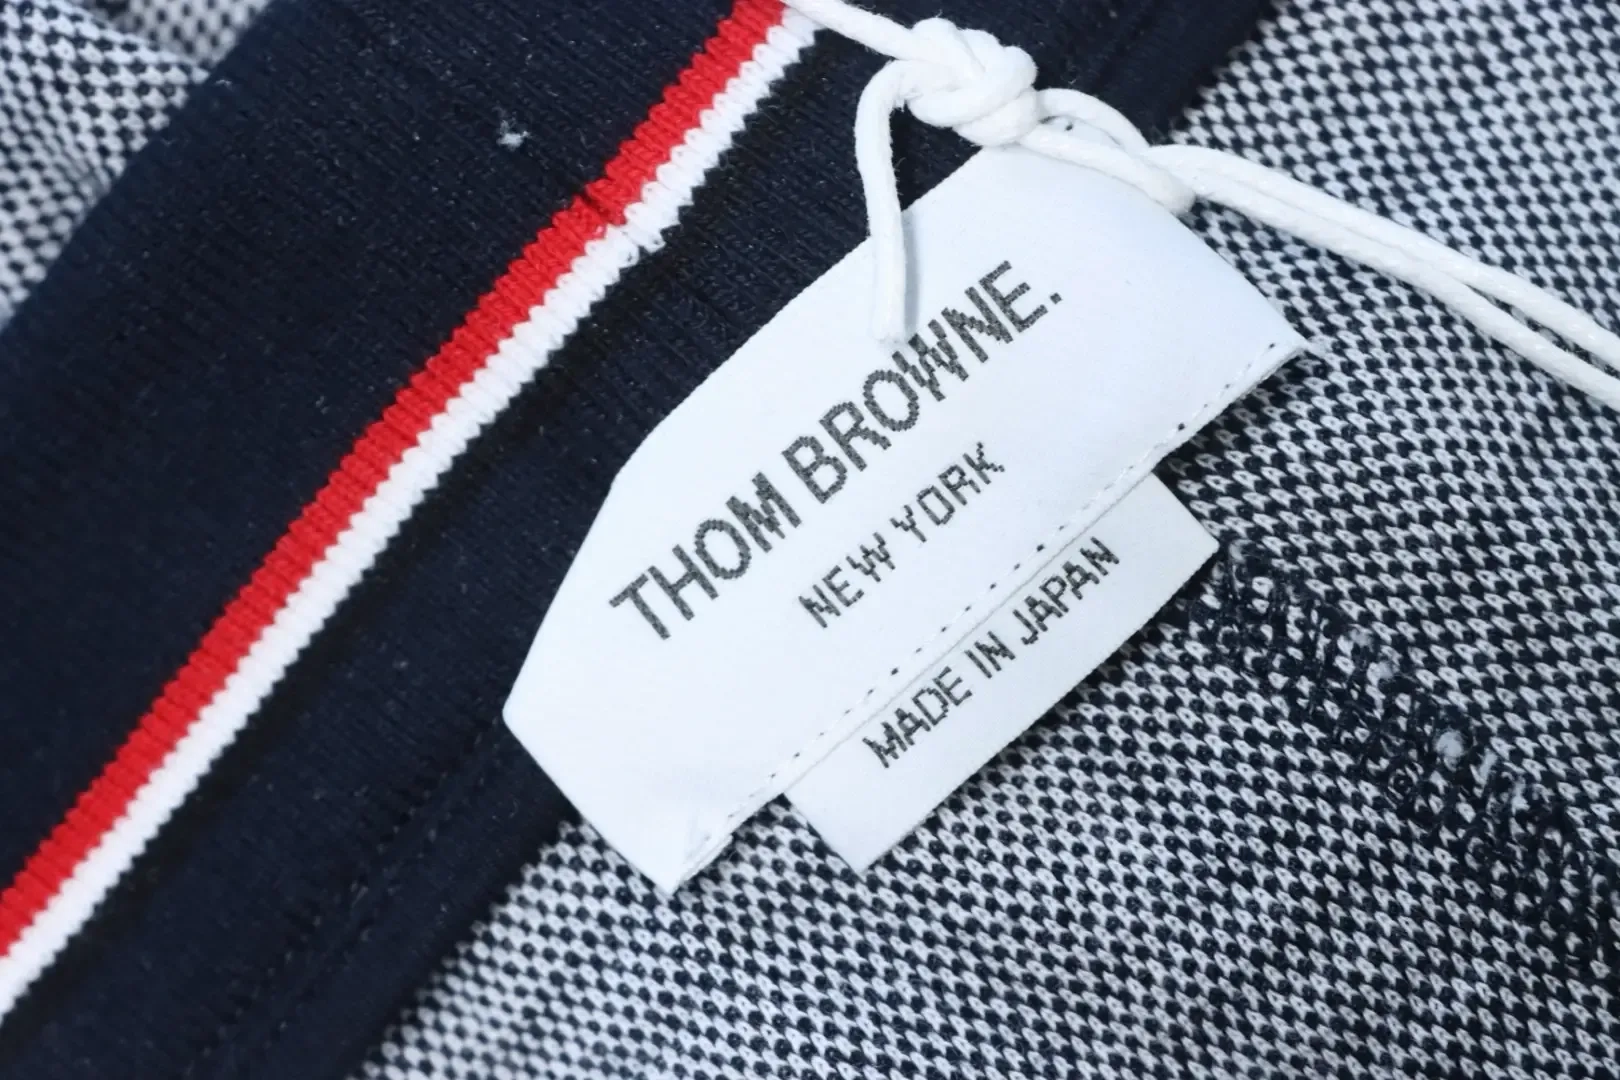 THOM BROWNE.
NEW YORK.
MADE IN JAPAN